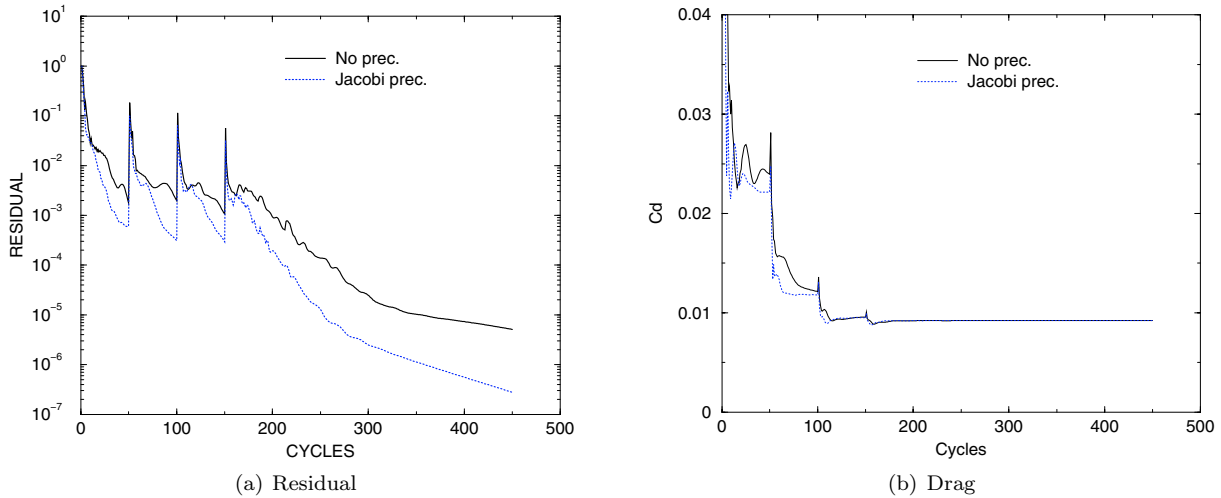 10^1
10^0
10^-1
10^-2
10^-3
10^-4
10^-5
10^-6
10^-7
RESIDUAL
No prec.
Jacobi prec.
0 100 200 300 400 500
CYCLES
(a) Residual
0.04
0.03
0.02
0.01
0
Cd
No prec.
Jacobi prec.
0 100 200 300 400 500
Cycles
(b) Drag